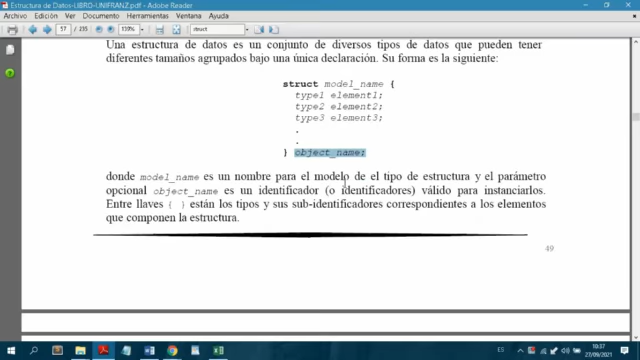 Estructura de Datos-LIBRO-UNIFRANZ.pdf - Adobe Reader
Archivo Edición Ver Documento Herramientas Ventana Ayuda
57 / 235 139% struct
Una estructura de datos es un conjunto de diversos tipos de datos que pueden tener
diferentes tamaños agrupados bajo una única declaración. Su forma es la siguiente:
struct model_name {
type1 element1;
type2 element2;
type3 element3;
.
.
} object_name;
donde model_name es un nombre para el modelo de el tipo de estructura y el parámetro
opcional object_name es un identificador (o identificadores) válido para instanciarlos.
Entre llaves { } están los tipos y sus sub-identificadores correspondientes a los elementos
que componen la estructura.
49
ES 10:37
27/09/2021